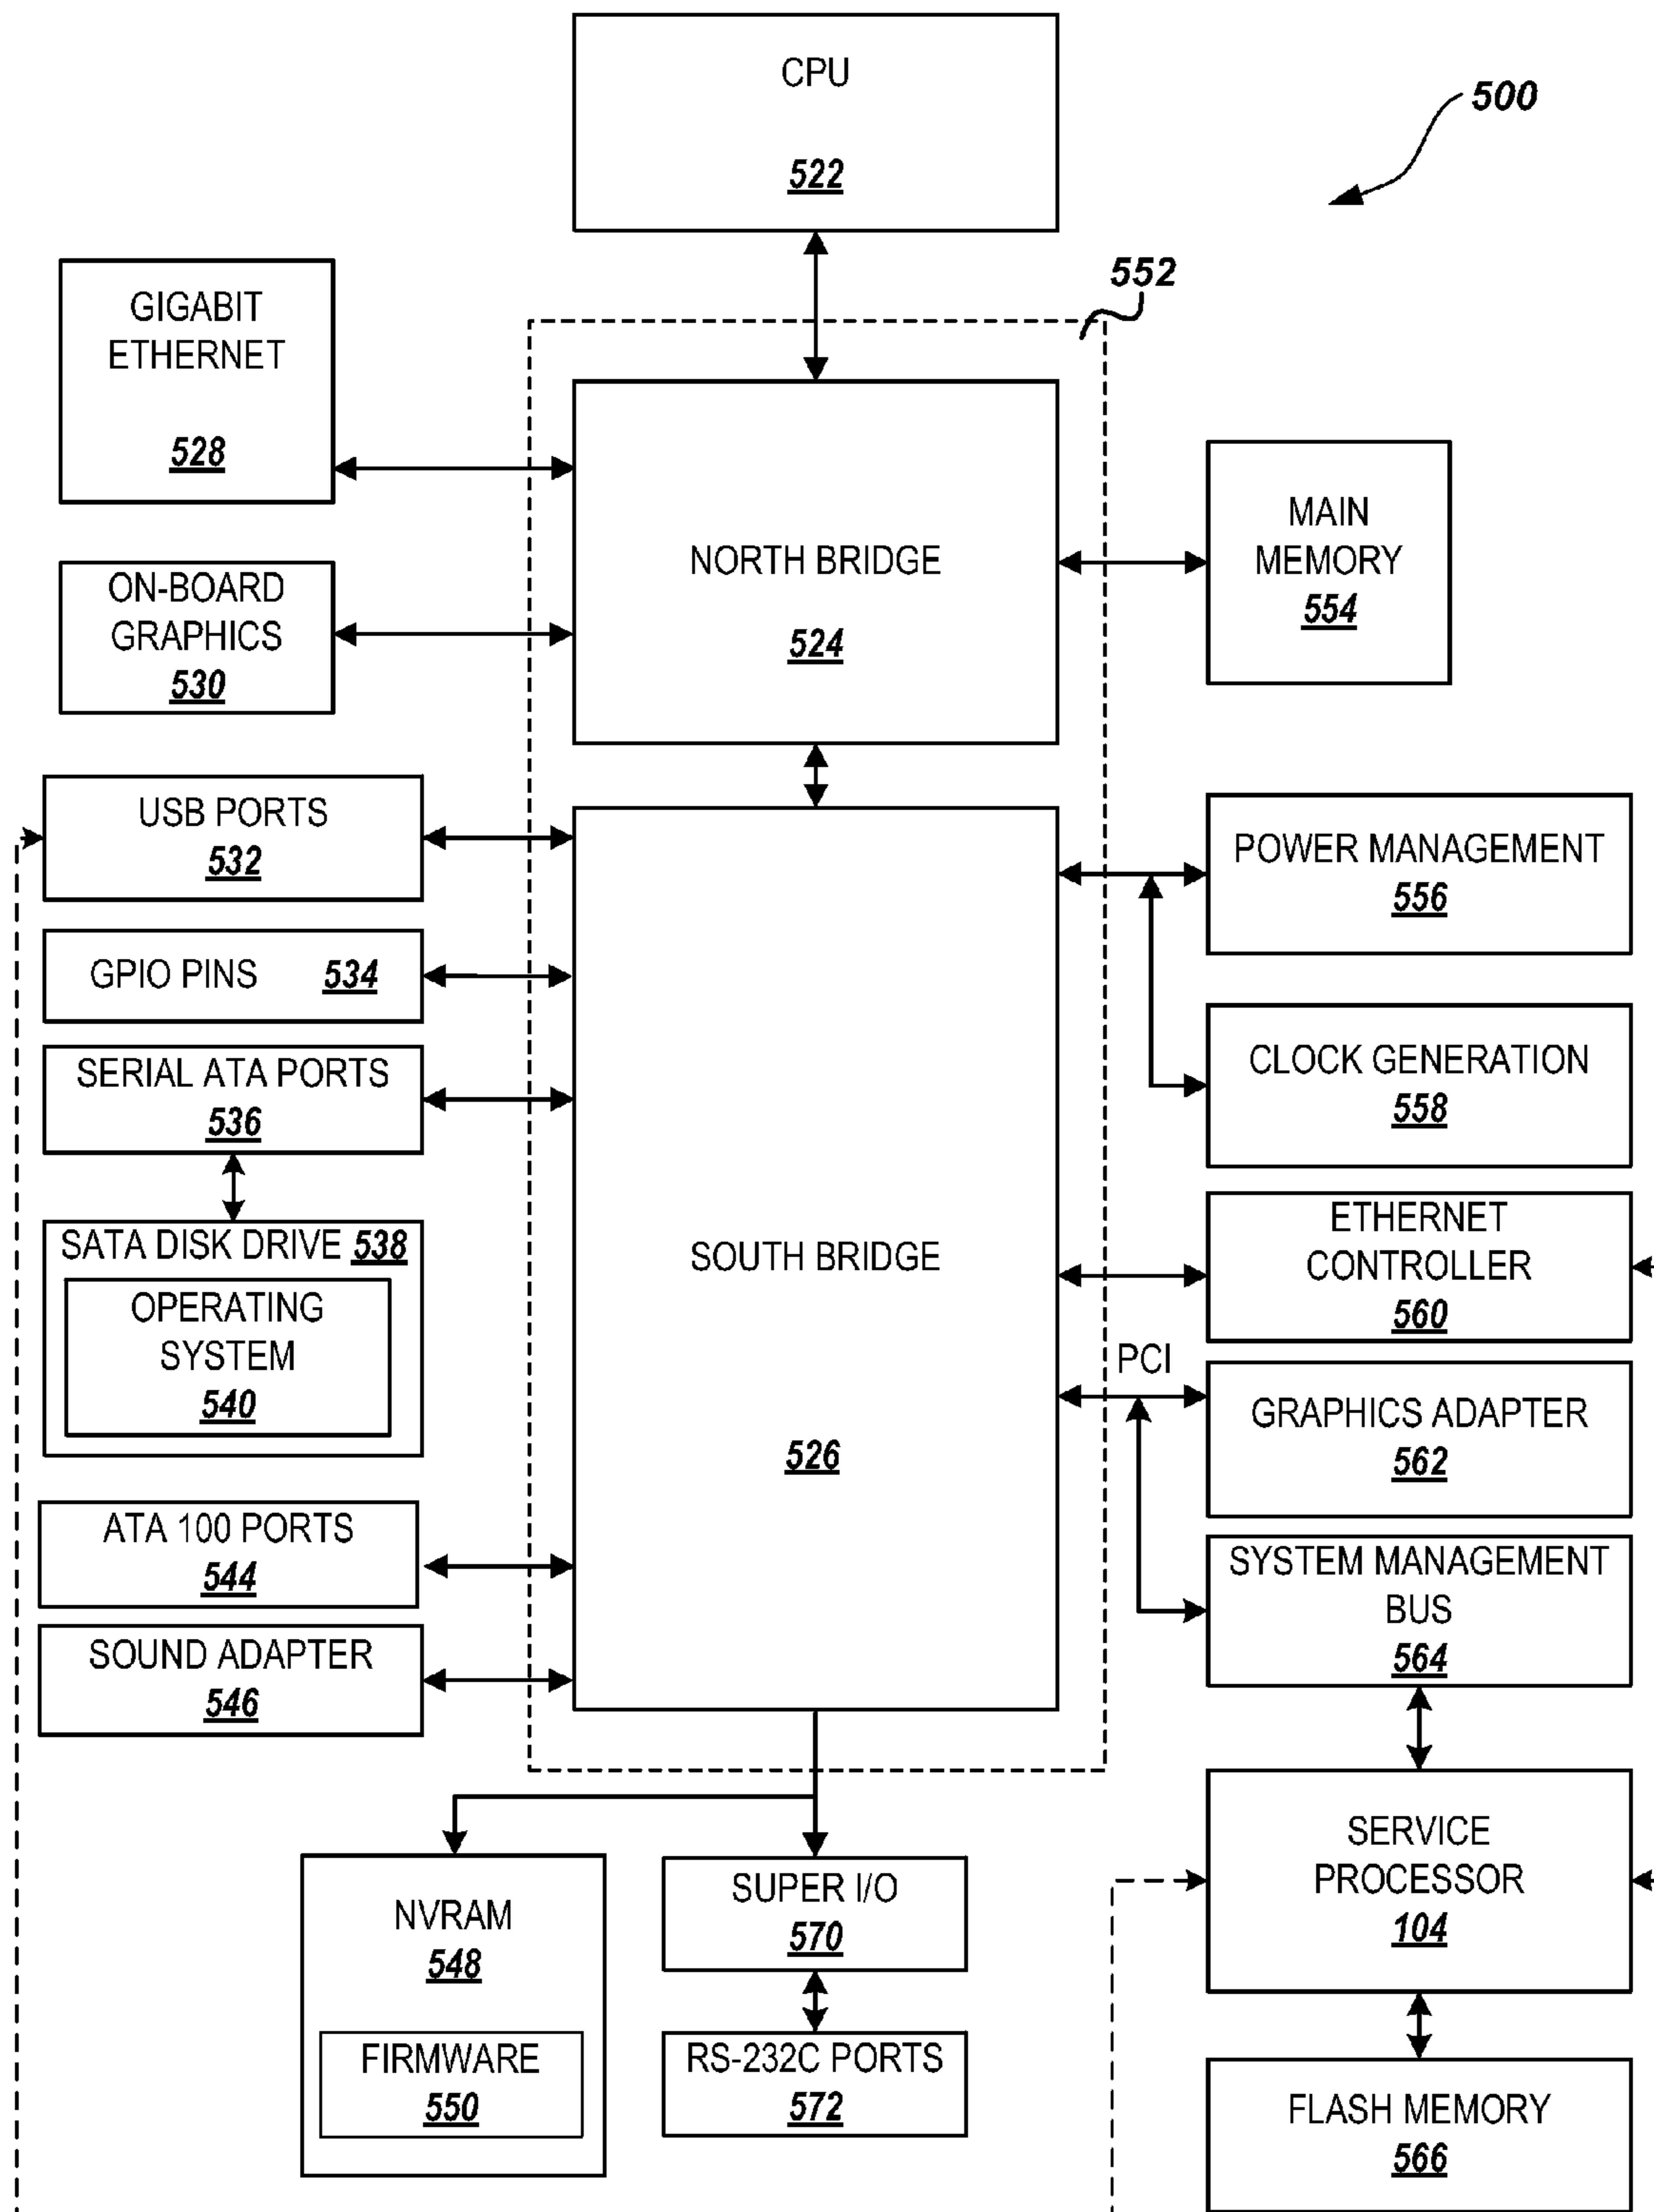 CPU
522
500
552
GIGABIT
ETHERNET
528
NORTH BRIDGE
524
MAIN
MEMORY
554
ON-BOARD
GRAPHICS
530
USB PORTS
532
GPIO PINS 534
SERIAL ATA PORTS
536
SATA DISK DRIVE 538
OPERATING
SYSTEM
540
ATA 100 PORTS
544
SOUND ADAPTER
546
SOUTH BRIDGE
526
POWER MANAGEMENT
556
CLOCK GENERATION
558
ETHERNET
CONTROLLER
560
PCI
GRAPHICS ADAPTER
562
SYSTEM MANAGEMENT
BUS
564
SERVICE
PROCESSOR
104
FLASH MEMORY
566
NVRAM
548
FIRMWARE
550
SUPER I/O
570
RS-232C PORTS
572